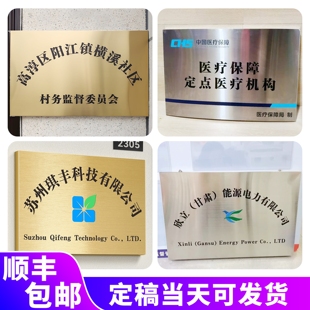 高淳区阳江镇横溪社区
村务监督委员会
CHS 中国医疗保障
医疗保障
定点医疗机构
医疗保障局 制
2305
苏州琪丰科技有限公司
Suzhou Qifeng Technology Co., LTD.
欣立（甘肃）能源电力有限公司
Xinli (Gansu) Energy Power Co., LTD
顺丰包邮
定稿当天可发货